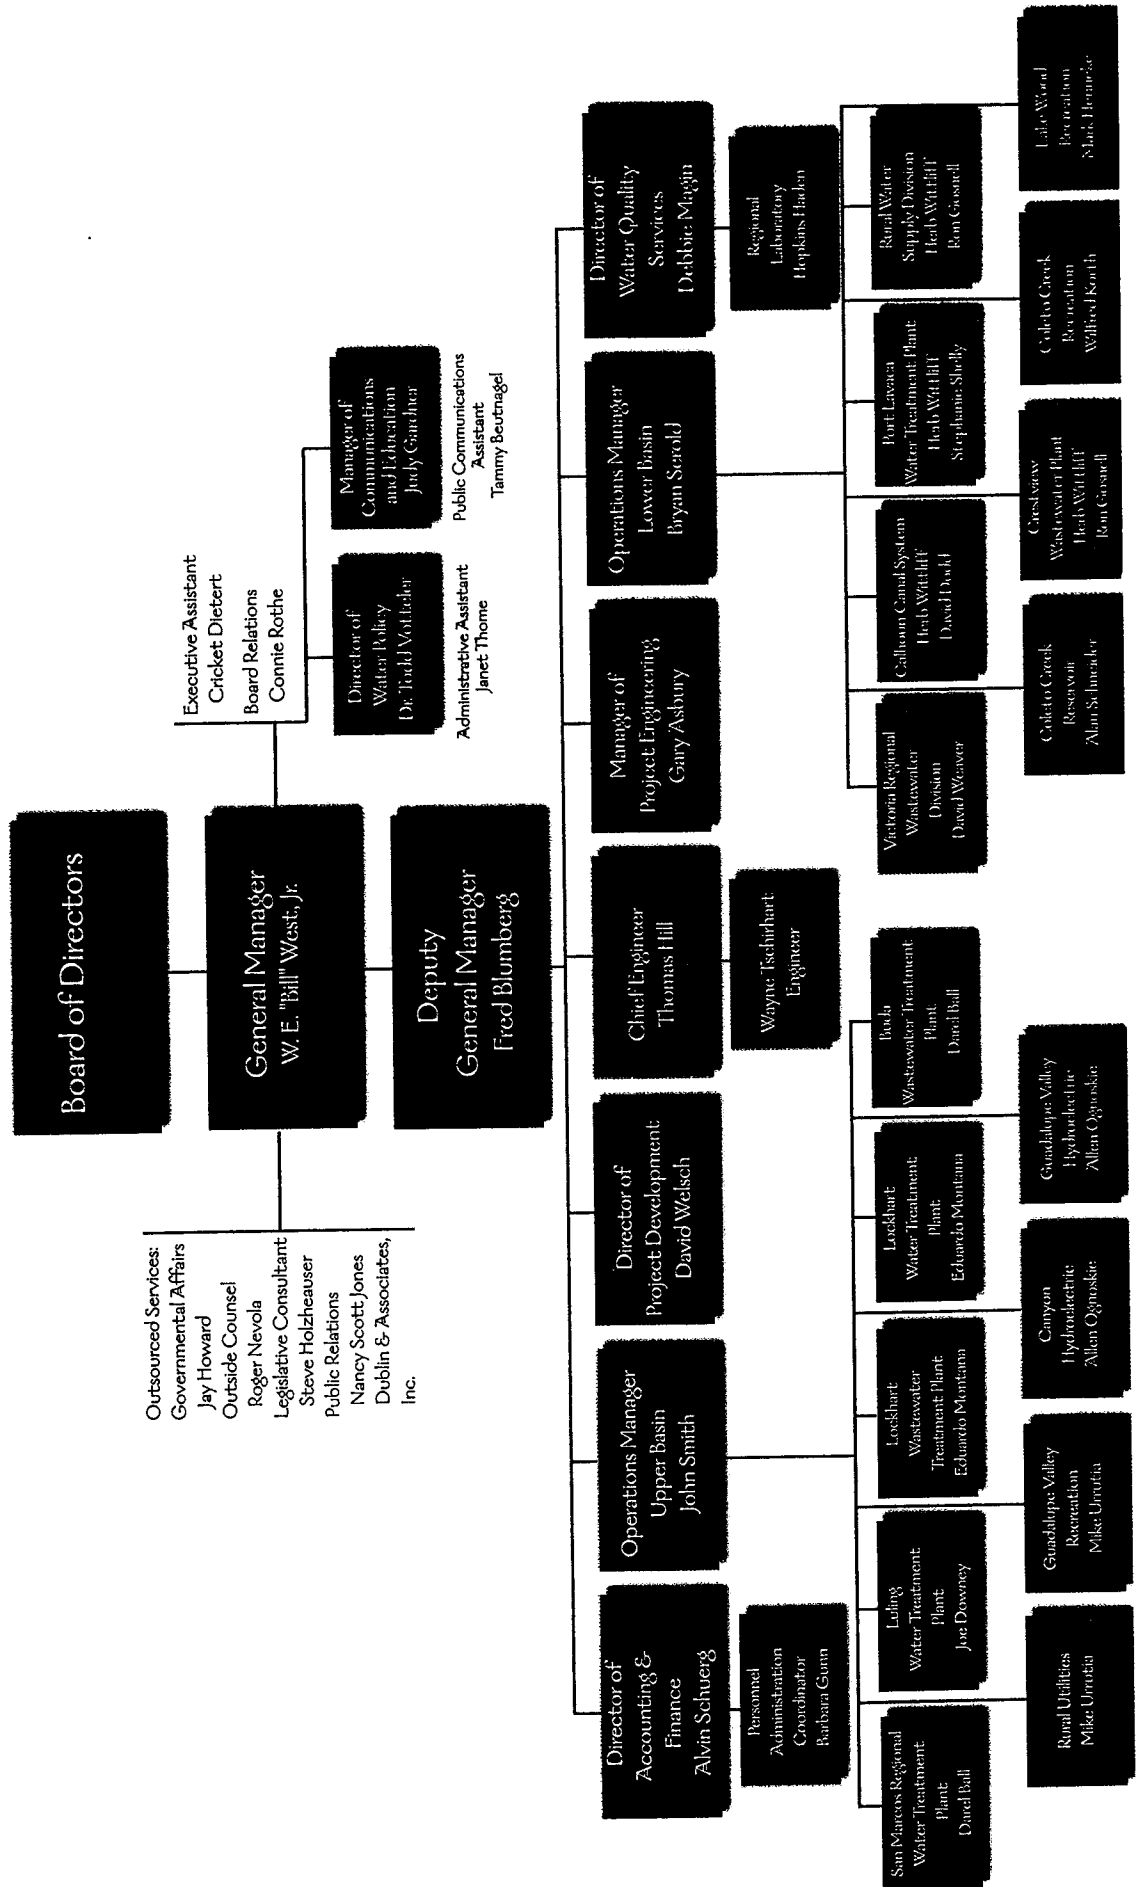 Board of Directors
General Manager
W. E. "Bill" West, Jr.
Outsourced Services:
Governmental Affairs
Jay Howard
Outside Counsel
Roger Nevola
Legislative Consultant
Steve Holzheauser
Public Relations
Nancy Scott Jones
Dublin & Associates,
Inc.
Executive Assistant
Cricket Dietert
Board Relations
Connie Rothe
Director of
Water Policy
Dr. Todd Votteler
Administrative Assistant
Janet Thome
Manager of
Communications
and Education
Judy Gardner
Public Communications
Assistant
Tammy Beutnagel
Deputy
General Manager
Fred Blumberg
Director of
Accounting &
Finance
Alvin Schuerg
Operations Manager
Upper Basin
John Smith
Director of
Project Development
David Welsch
Chief Engineer
Thomas Hill
Manager of
Project Engineering
Gary Asbury
Operations Manager
Lower Basin
Bryan Serold
Director of
Water Quality
Services
Debbie Magin
Personnel
Administration
Coordinator
Barbara Gunn
Wayne Tschirhart
Engineer
Regional
Laboratory
Hopkins Haden
San Marcos Regional
Water Treatment
Plant
Darel Ball
Luling
Water Treatment
Plant
Joe Downey
Lockhart
Wastewater
Treatment Plant
Eduardo Montana
Lockhart
Water Treatment
Plant
Eduardo Montana
Buda
Wastewater Treatment
Plant
Darel Ball
Victoria Regional
Wastewater
Division
David Weaver
Calhoun Canal System
Herb Wittliff
David Dodd
Port Lavaca
Water Treatment Plant
Herb Wittliff
Stephanie Shelly
Rural Water
Supply Division
Herb Wittliff
Ron Gosnell
Rural Utilities
Mike Urrutia
Guadalupe Valley
Recreation
Mike Urrutia
Canyon
Hydroelectric
Allen Ognoskie
Guadalupe Valley
Hydroelectric
Allen Ognoskie
Coleto Creek
Reservoir
Alan Schneider
Crestview
Wastewater Plant
Herb Wittliff
Ron Gosnell
Coleto Creek
Recreation
Wilfred Korth
Lake Wood
Recreation
Mark Henneke